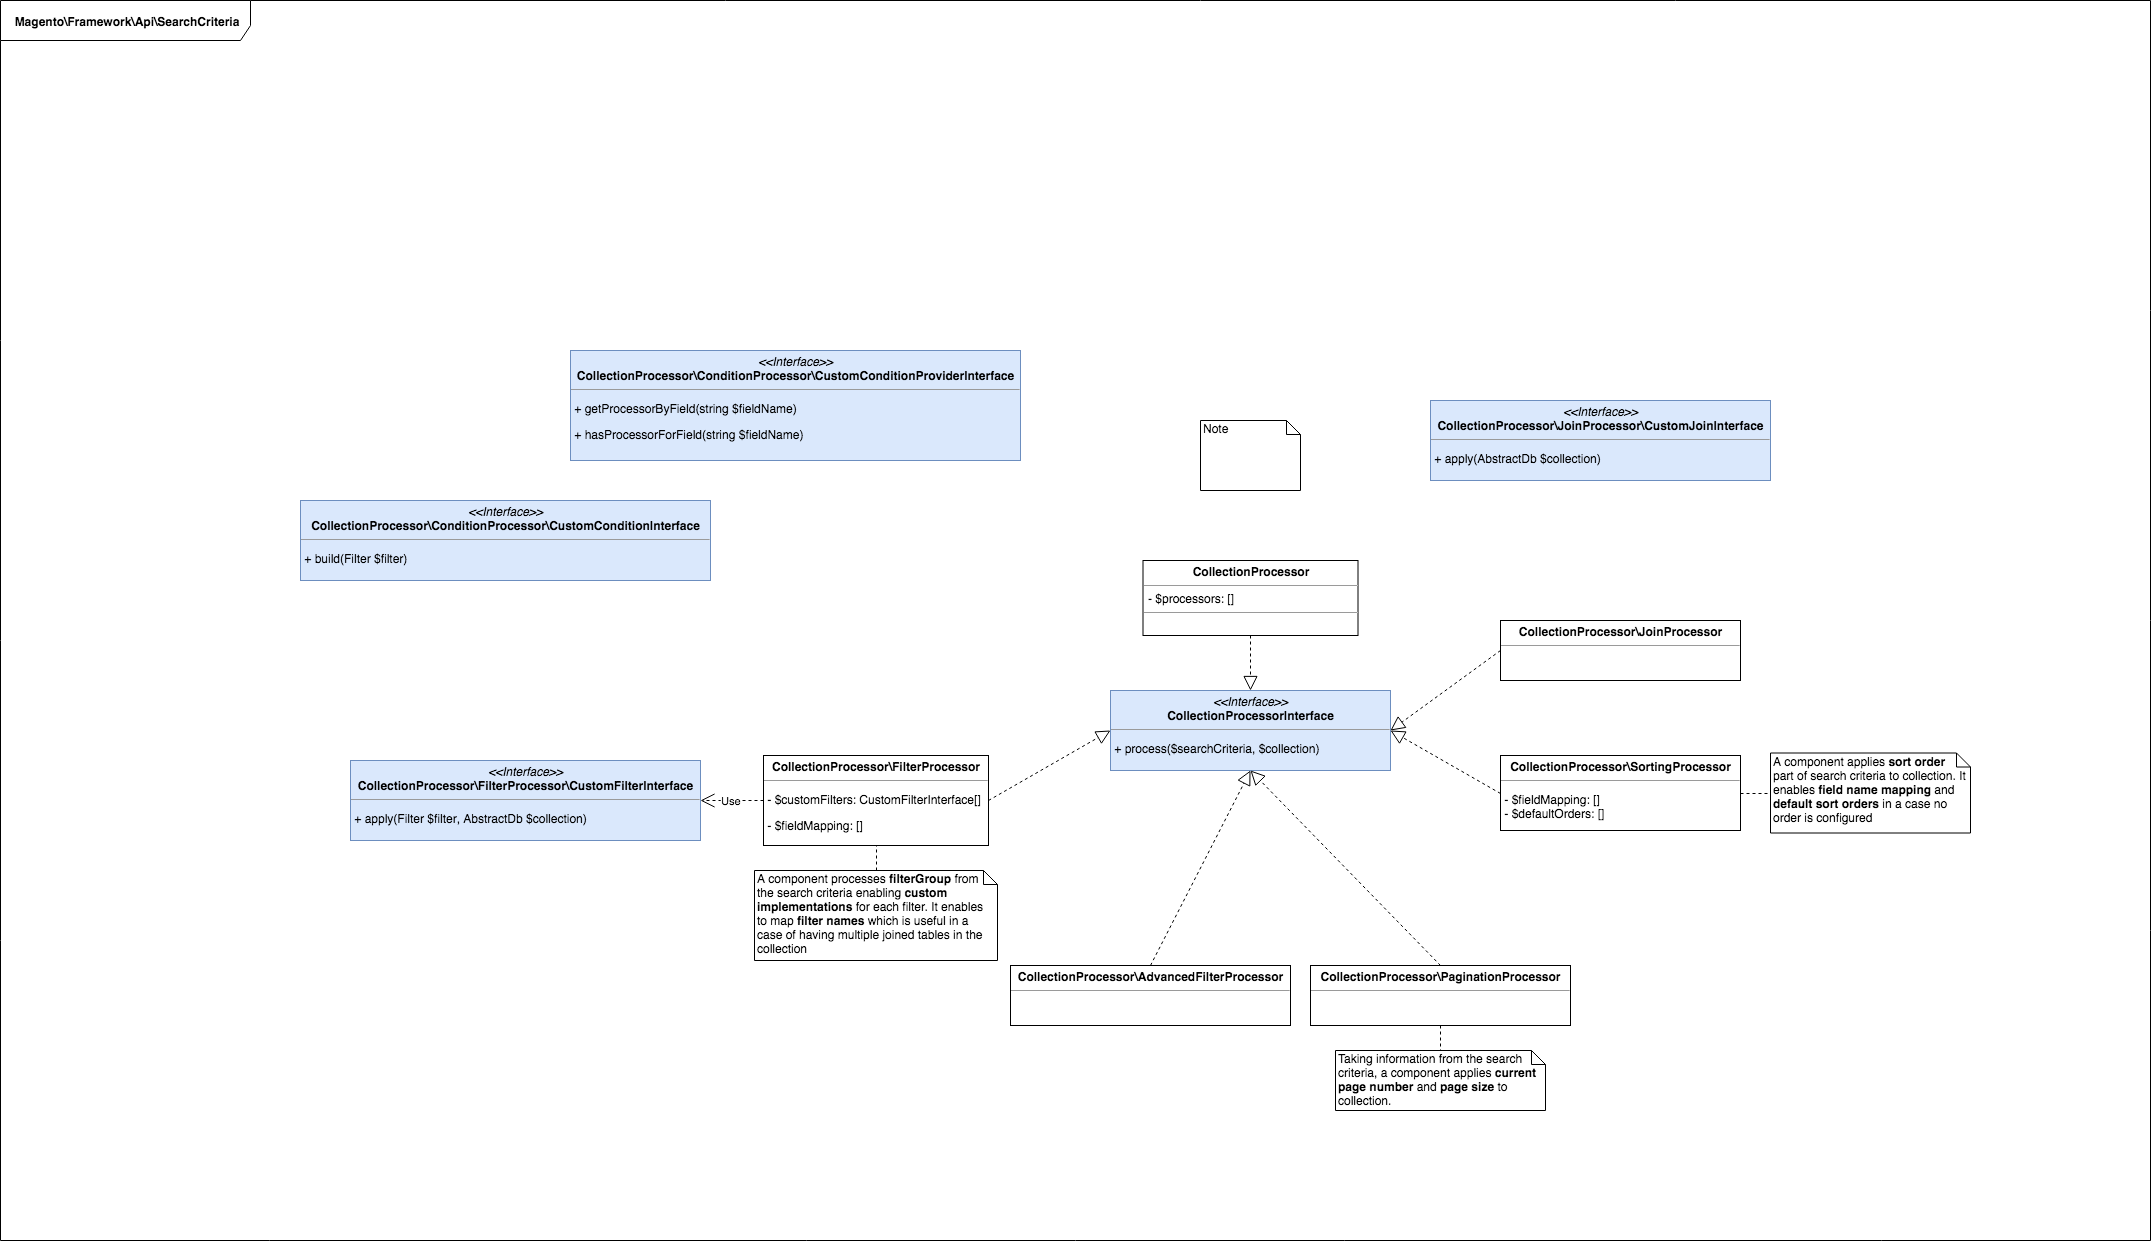 Magento\Framework\Api\SearchCriteria
<<Interface>>
CollectionProcessor\ConditionProcessor\CustomConditionProviderInterface
+ getProcessorByField(string $fieldName)
+ hasProcessorForField(string $fieldName)
<<Interface>>
CollectionProcessor\JoinProcessor\CustomJoinInterface
+ apply(AbstractDb $collection)
Note
<<Interface>>
CollectionProcessor\ConditionProcessor\CustomConditionInterface
+ build(Filter $filter)
CollectionProcessor
- $processors: []
CollectionProcessor\JoinProcessor
<<Interface>>
CollectionProcessorInterface
+ process($searchCriteria, $collection)
<<Interface>>
CollectionProcessor\FilterProcessor\CustomFilterInterface
+ apply(Filter $filter, AbstractDb $collection)
Use
CollectionProcessor\FilterProcessor
- $customFilters: CustomFilterInterface[]
- $fieldMapping: []
CollectionProcessor\SortingProcessor
- $fieldMapping: []
- $defaultOrders: []
A component applies sort order
part of search criteria to collection. It
enables field name mapping and
default sort orders in a case no
order is configured
A component processes filterGroup from
the search criteria enabling custom
implementations for each filter. It enables
to map filter names which is useful in a
case of having multiple joined tables in the
collection
CollectionProcessor\AdvancedFilterProcessor
CollectionProcessor\PaginationProcessor
Taking information from the search
criteria, a component applies current
page number and page size to
collection.